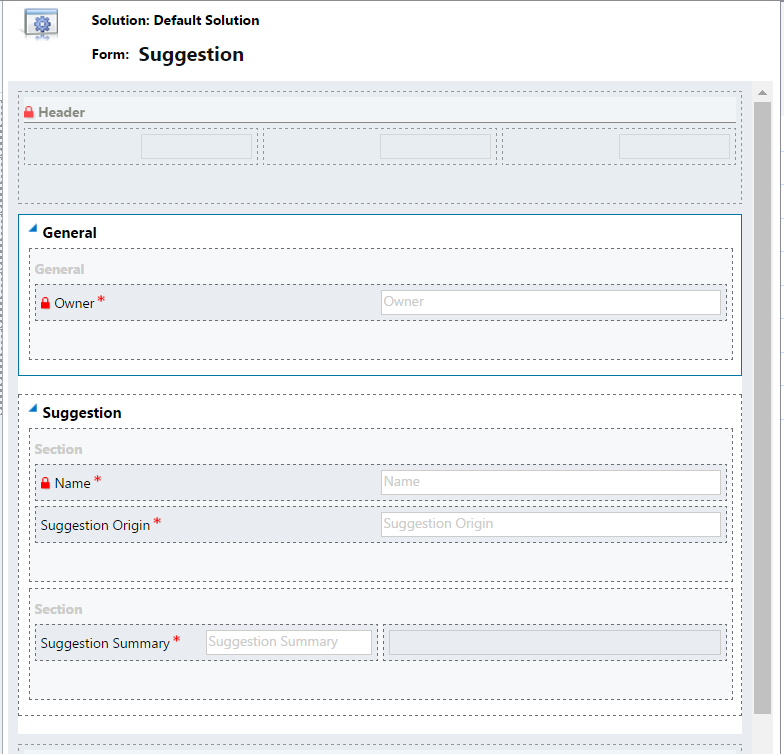 Solution: Default Solution
Form: Suggestion
Header
General
General
Owner * Owner
Suggestion
Section
Name * Name
Suggestion Origin * Suggestion Origin
Section
Suggestion Summary * Suggestion Summary